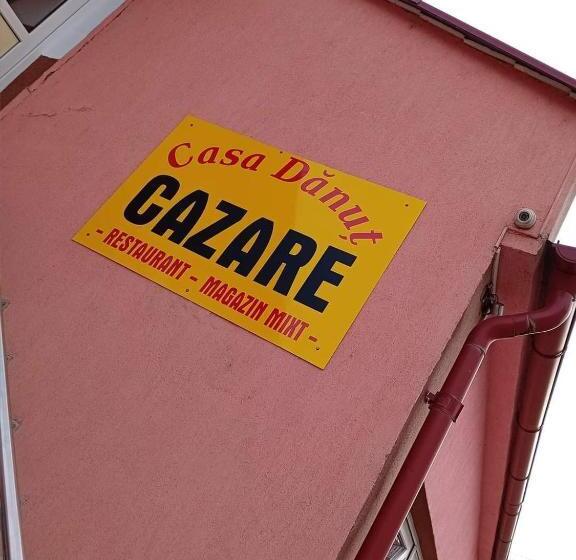 Casa Dănuț
CAZARE
- RESTAURANT - MAGAZIN MIXT -